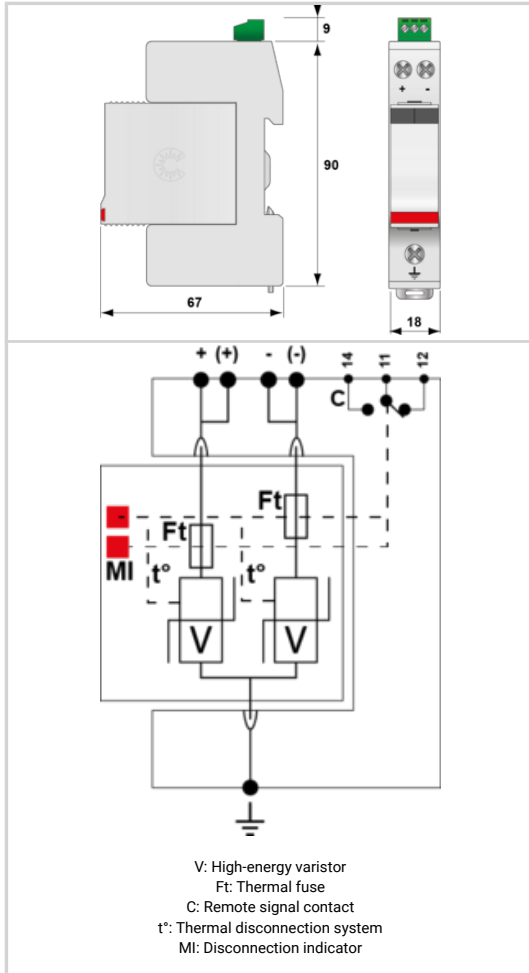 9
90
67
+ -
18
+ (+) - (-) 14 11 12
C
Ft
Ft
MI t° t°
V V
V: High-energy varistor
Ft: Thermal fuse
C: Remote signal contact
t°: Thermal disconnection system
MI: Disconnection indicator